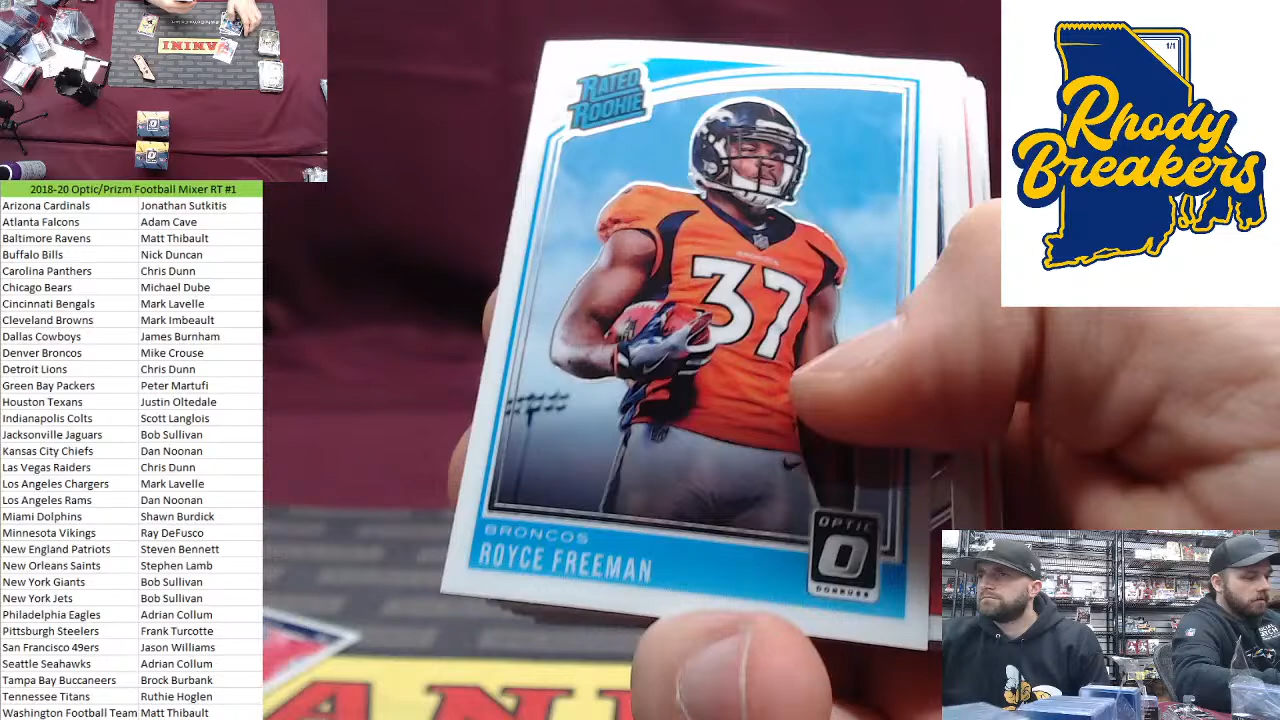 PANINI
2018-20 Optic/Prizm Football Mixer RT #1
Arizona Cardinals Jonathan Sutkitis
Atlanta Falcons Adam Cave
Baltimore Ravens Matt Thibault
Buffalo Bills Nick Duncan
Carolina Panthers Chris Dunn
Chicago Bears Michael Dube
Cincinnati Bengals Mark Lavelle
Cleveland Browns Mark Imbeault
Dallas Cowboys James Burnham
Denver Broncos Mike Crouse
Detroit Lions Chris Dunn
Green Bay Packers Peter Martufi
Houston Texans Justin Oltedale
Indianapolis Colts Scott Langlois
Jacksonville Jaguars Bob Sullivan
Kansas City Chiefs Dan Noonan
Las Vegas Raiders Chris Dunn
Los Angeles Chargers Mark Lavelle
Los Angeles Rams Dan Noonan
Miami Dolphins Shawn Burdick
Minnesota Vikings Ray DeFusco
New England Patriots Steven Bennett
New Orleans Saints Stephen Lamb
New York Giants Bob Sullivan
New York Jets Bob Sullivan
Philadelphia Eagles Adrian Collum
Pittsburgh Steelers Frank Turcotte
San Francisco 49ers Jason Williams
Seattle Seahawks Adrian Collum
Tampa Bay Buccaneers Brock Burbank
Tennessee Titans Ruthie Hoglen
Washington Football Team Matt Thibault
RATED
ROOKIE
BRONCOS
37
BRONCOS
ROYCE FREEMAN
OPTIC
O
DONRUSS
ANINI
1/1
Rhody
Breakers